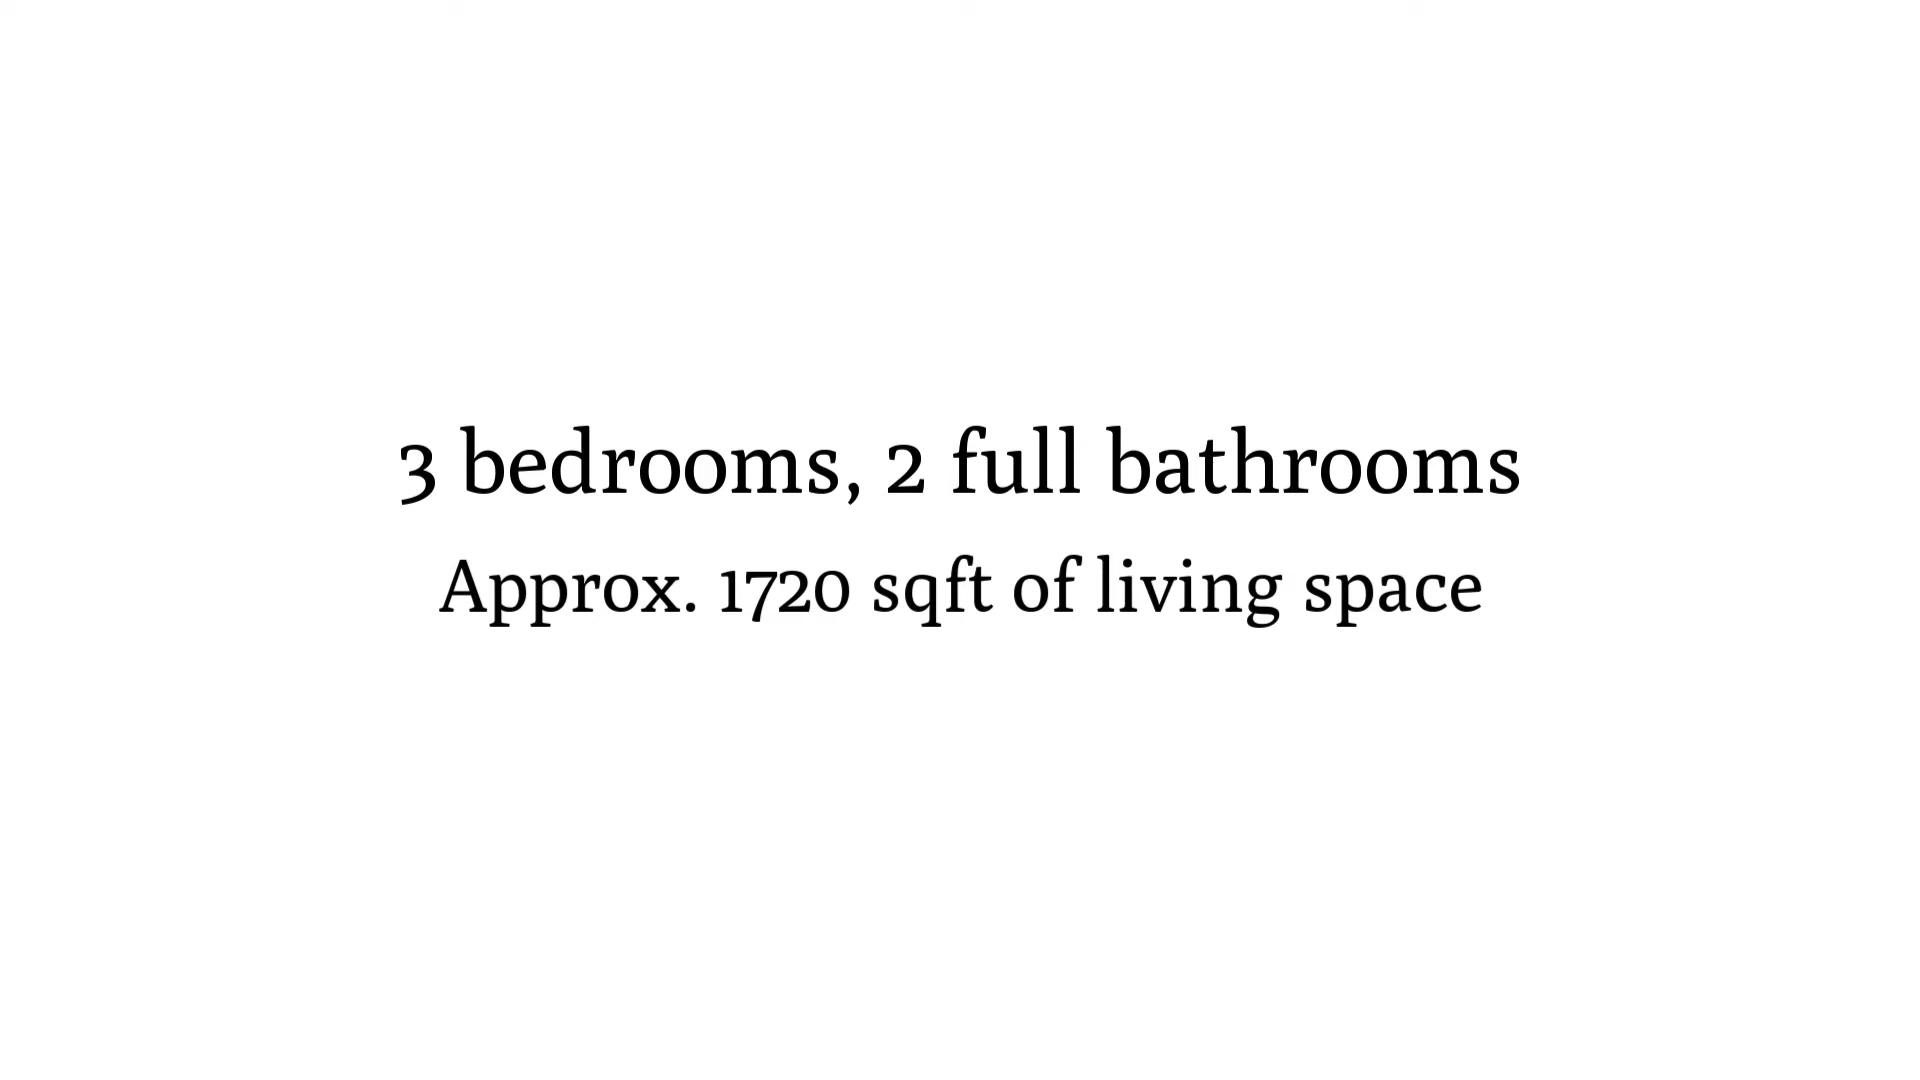 3 bedrooms, 2 full bathrooms
Approx. 1720 sqft of living space